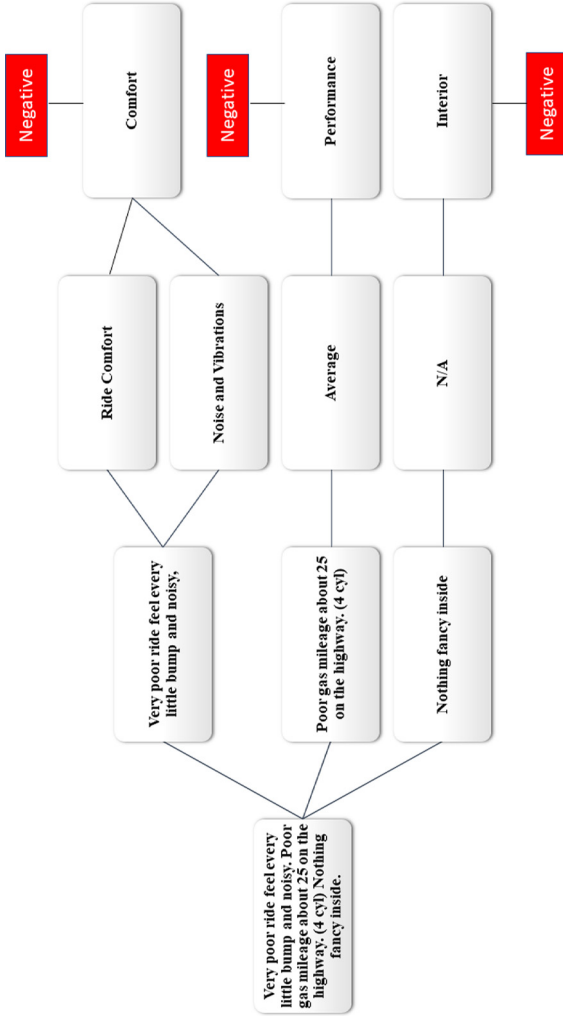 Very poor ride feel every
little bump and noisy. Poor
gas mileage about 25 on the
highway. (4 cyl) Nothing
fancy inside.
Very poor ride feel every
little bump and noisy,
Poor gas mileage about 25
on the highway. (4 cyl)
Nothing fancy inside
Ride Comfort
Noise and Vibrations
Average
N/A
Negative
Comfort
Negative
Performance
Interior
Negative